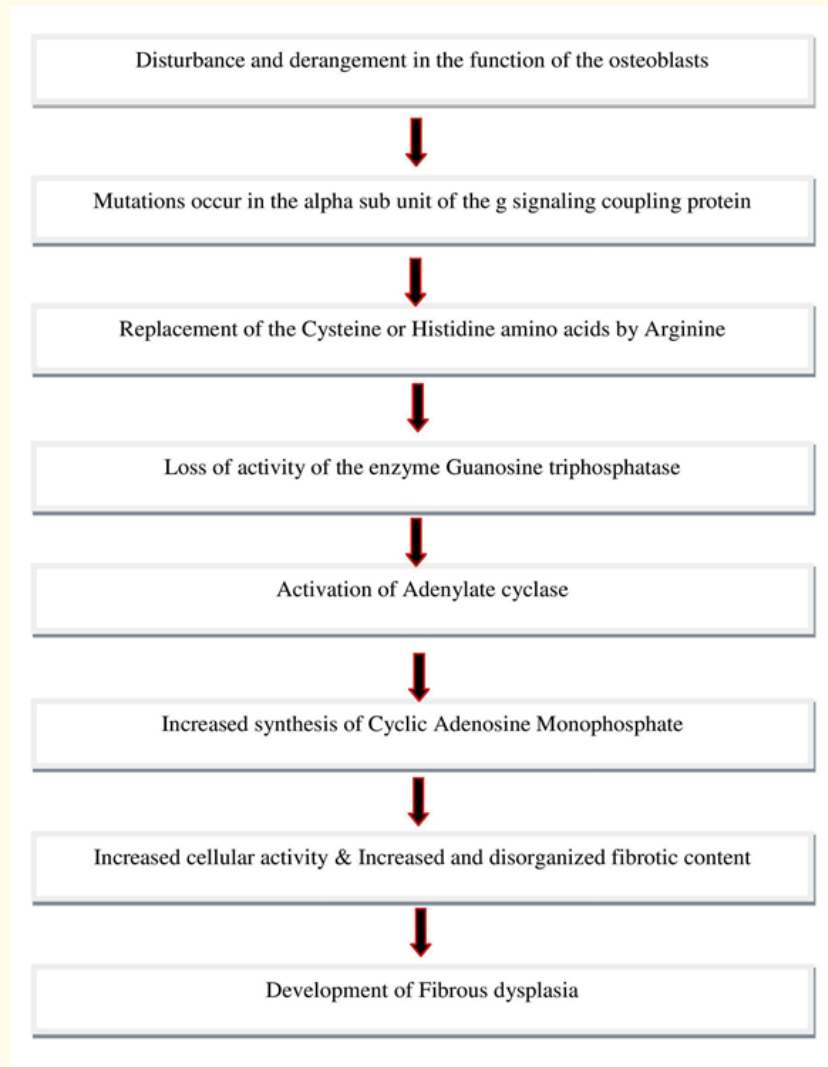 Disturbance and derangement in the function of the osteoblasts
Mutations occur in the alpha sub unit of the g signaling coupling protein
Replacement of the Cysteine or Histidine amino acids by Arginine
Loss of activity of the enzyme Guanosine triphosphatase
Activation of Adenylate cyclase
Increased synthesis of Cyclic Adenosine Monophosphate
Increased cellular activity & Increased and disorganized fibrotic content
Development of Fibrous dysplasia